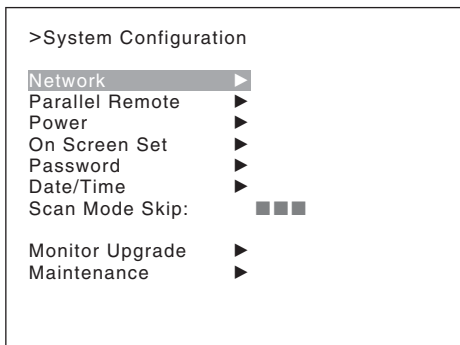 >System Configuration
Network ▶
Parallel Remote ▶
Power ▶
On Screen Set ▶
Password ▶
Date/Time ▶
Scan Mode Skip: ■■■
Monitor Upgrade ▶
Maintenance ▶